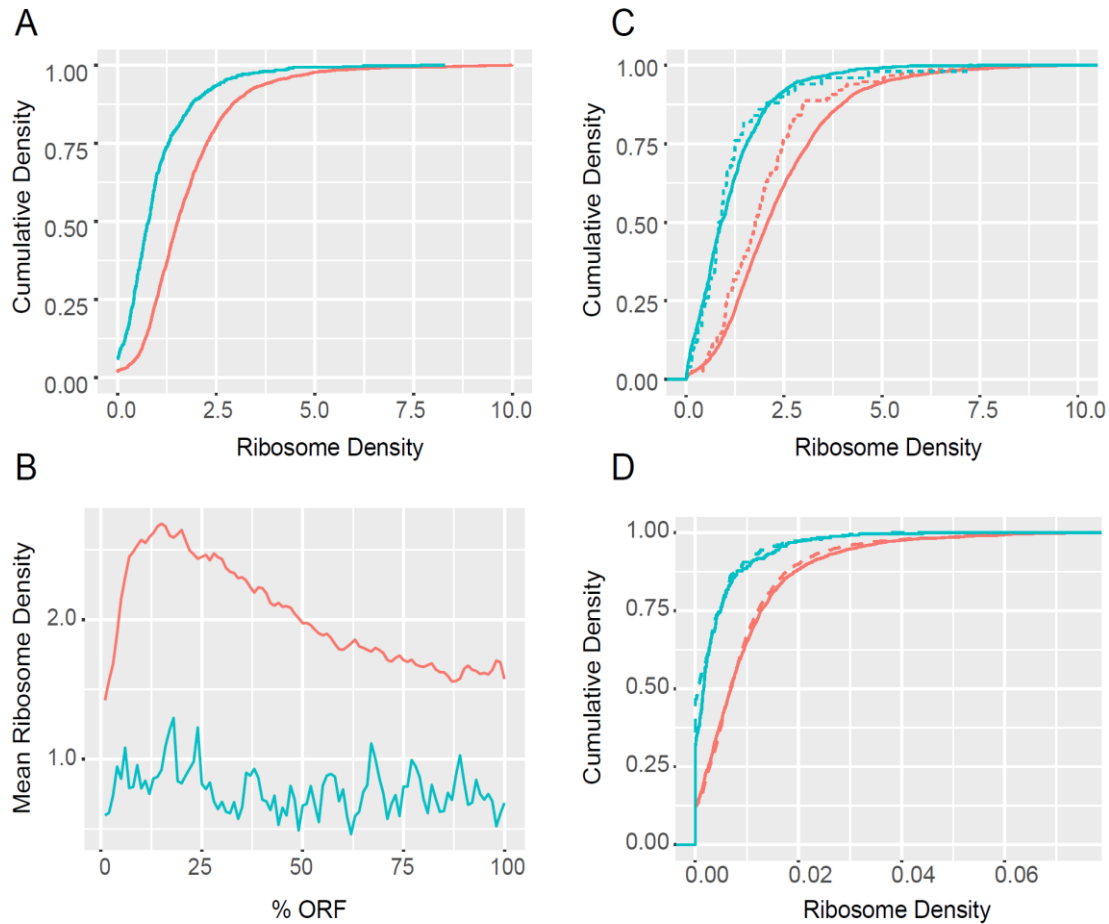 A
1.00
0.75
0.50
0.25
0.00
Cumulative Density
0.0 2.5 5.0 7.5 10.0
Ribosome Density
B
2.0
1.0
Mean Ribosome Density
0 25 50 75 100
% ORF
C
1.00
0.75
0.50
0.25
0.00
Cumulative Density
0.0 2.5 5.0 7.5 10.0
Ribosome Density
D
1.00
0.75
0.50
0.25
0.00
Cumulative Density
0.00 0.02 0.04 0.06
Ribosome Density